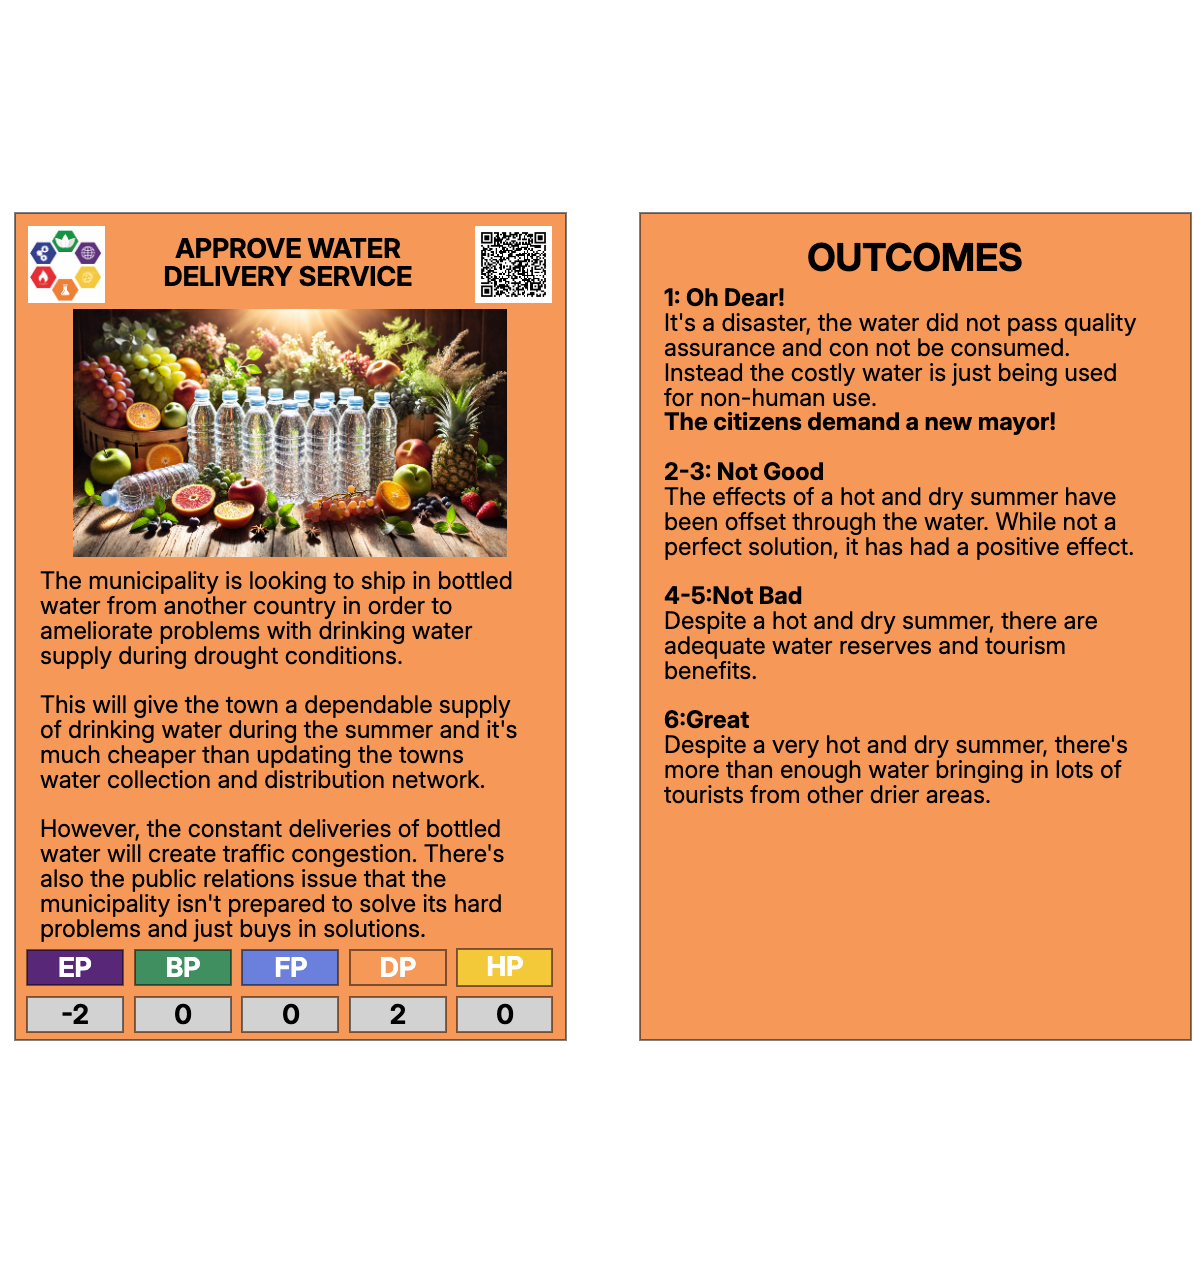 APPROVE WATER
DELIVERY SERVICE
The municipality is looking to ship in bottled
water from another country in order to
ameliorate problems with drinking water
supply during drought conditions.
This will give the town a dependable supply
of drinking water during the summer and it's
much cheaper than updating the towns
water collection and distribution network.
However, the constant deliveries of bottled
water will create traffic congestion. There's
also the public relations issue that the
municipality isn't prepared to solve its hard
problems and just buys in solutions.
EP BP FP DP HP
-2 0 0 2 0
OUTCOMES
1: Oh Dear!
It's a disaster, the water did not pass quality
assurance and con not be consumed.
Instead the costly water is just being used
for non-human use.
The citizens demand a new mayor!
2-3: Not Good
The effects of a hot and dry summer have
been offset through the water. While not a
perfect solution, it has had a positive effect.
4-5:Not Bad
Despite a hot and dry summer, there are
adequate water reserves and tourism
benefits.
6:Great
Despite a very hot and dry summer, there's
more than enough water bringing in lots of
tourists from other drier areas.